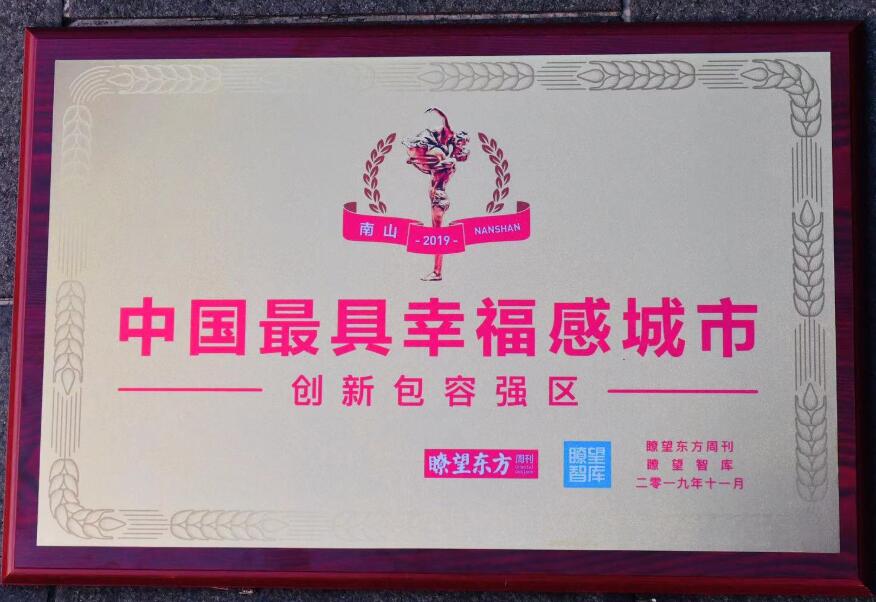 南山 -2019- NANSHAN
中国最具幸福感城市
创新包容强区
瞭望东方周刊
瞭望智库
瞭望东方周刊
瞭望智库
二零一九年十一月